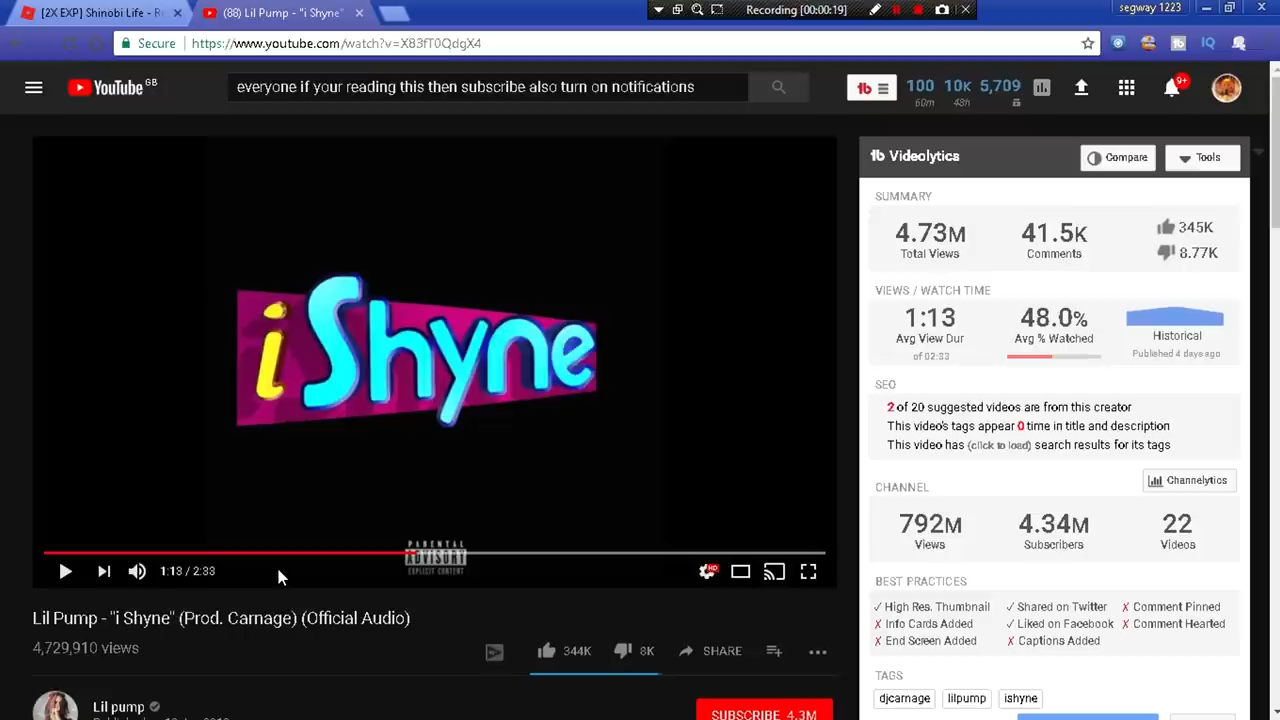 [2X EXP] Shinobi Life - R
(88) Lil Pump - "i Shyne"
Recording [00:00:19]
segway 1223
Secure
https://www.youtube.com/watch?v=X83fT0QdgX4
YouTube GB
everyone if your reading this then subscribe also turn on notifications
tb
100 10K 5,709
60m 48h
9+
IQ
tb Videolytics
Compare
Tools
SUMMARY
4.73M
Total Views
41.5K
Comments
345K
8.77K
VIEWS / WATCH TIME
1:13
Avg View Dur
of 02:33
48.0%
Avg % Watched
Historical
Published 4 days ago
SEO
2 of 20 suggested videos are from this creator
This video's tags appear 0 time in title and description
This video has (click to load) search results for its tags
CHANNEL
Channelytics
792M
Views
4.34M
Subscribers
22
Videos
BEST PRACTICES
✓ High Res. Thumbnail ✓ Shared on Twitter ✗ Comment Pinned
✗ Info Cards Added ✓ Liked on Facebook ✗ Comment Hearted
✗ End Screen Added ✗ Captions Added
TAGS
djcarnage lilpump ishyne
i Shyne
PARENTAL
ADVISORY
EXPLICIT CONTENT
1:13 / 2:33
HD
Lil Pump - "i Shyne" (Prod. Carnage) (Official Audio)
4,729,910 views
344K
8K
SHARE
Lil pump
SUBSCRIBE 4.3M